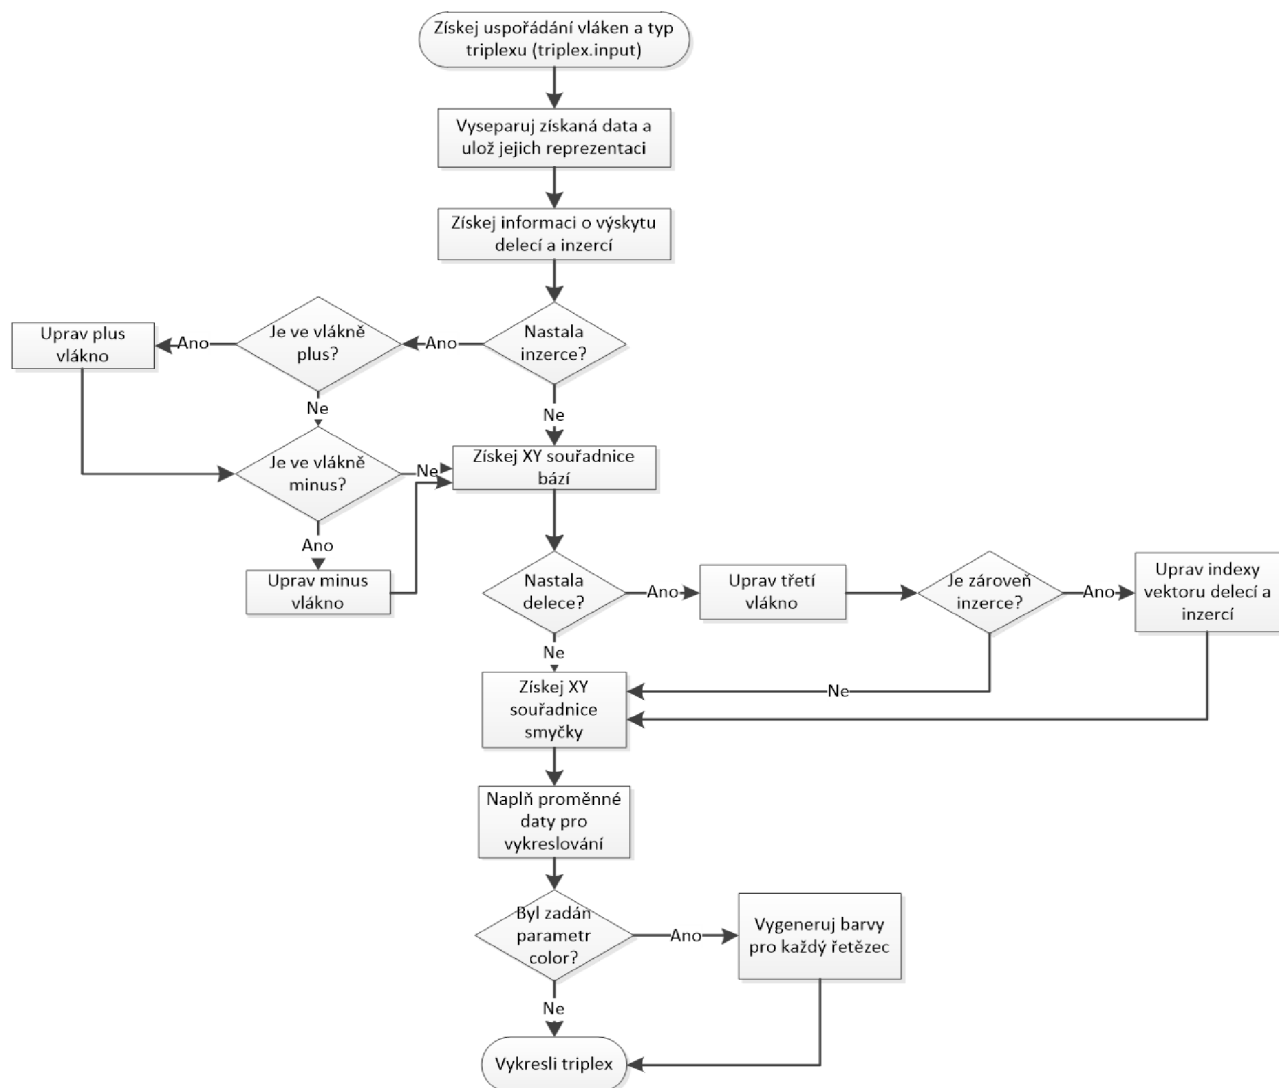 Získej uspořádání vláken a typ
triplexu (triplex.input)
Vyseparuj získaná data a
ulož jejich reprezentaci
Získej informaci o výskytu
delecí a inzercí
Nastala
inzerce?
Ano
Je ve vlákně
plus?
Ano
Uprav plus
vlákno
Ne
Ne
Je ve vlákně
minus?
Ne
Získej XY souřadnice
bází
Ano
Uprav minus
vlákno
Nastala
delece?
Ano
Uprav třetí
vlákno
Je zároveň
inzerce?
Ano
Uprav indexy
vektoru delecí a
inzercí
Ne
Ne
Získej XY
souřadnice
smyčky
Naplň proměnné
daty pro
vykreslování
Byl zadán
parametr
color?
Ano
Vygeneruj barvy
pro každý řetězec
Ne
Vykresli triplex